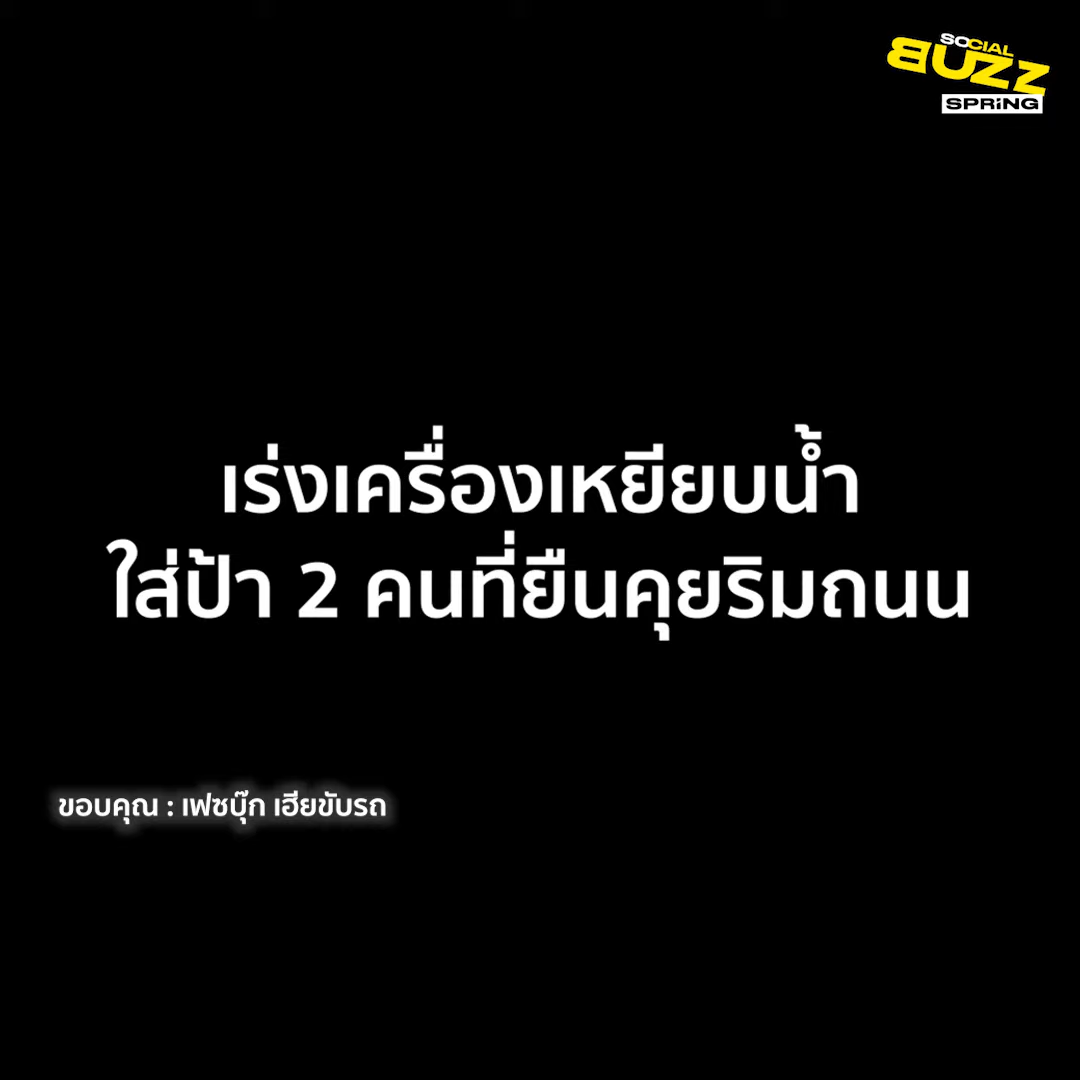 SOCIAL
BUZZ
SPRiNG
เร่งเครื่องเหยียบน้ำ
ใส่ป้า 2 คนที่ยืนคุยริมถนน
ขอบคุณ : เฟซบุ๊ก เฮียขับรถ